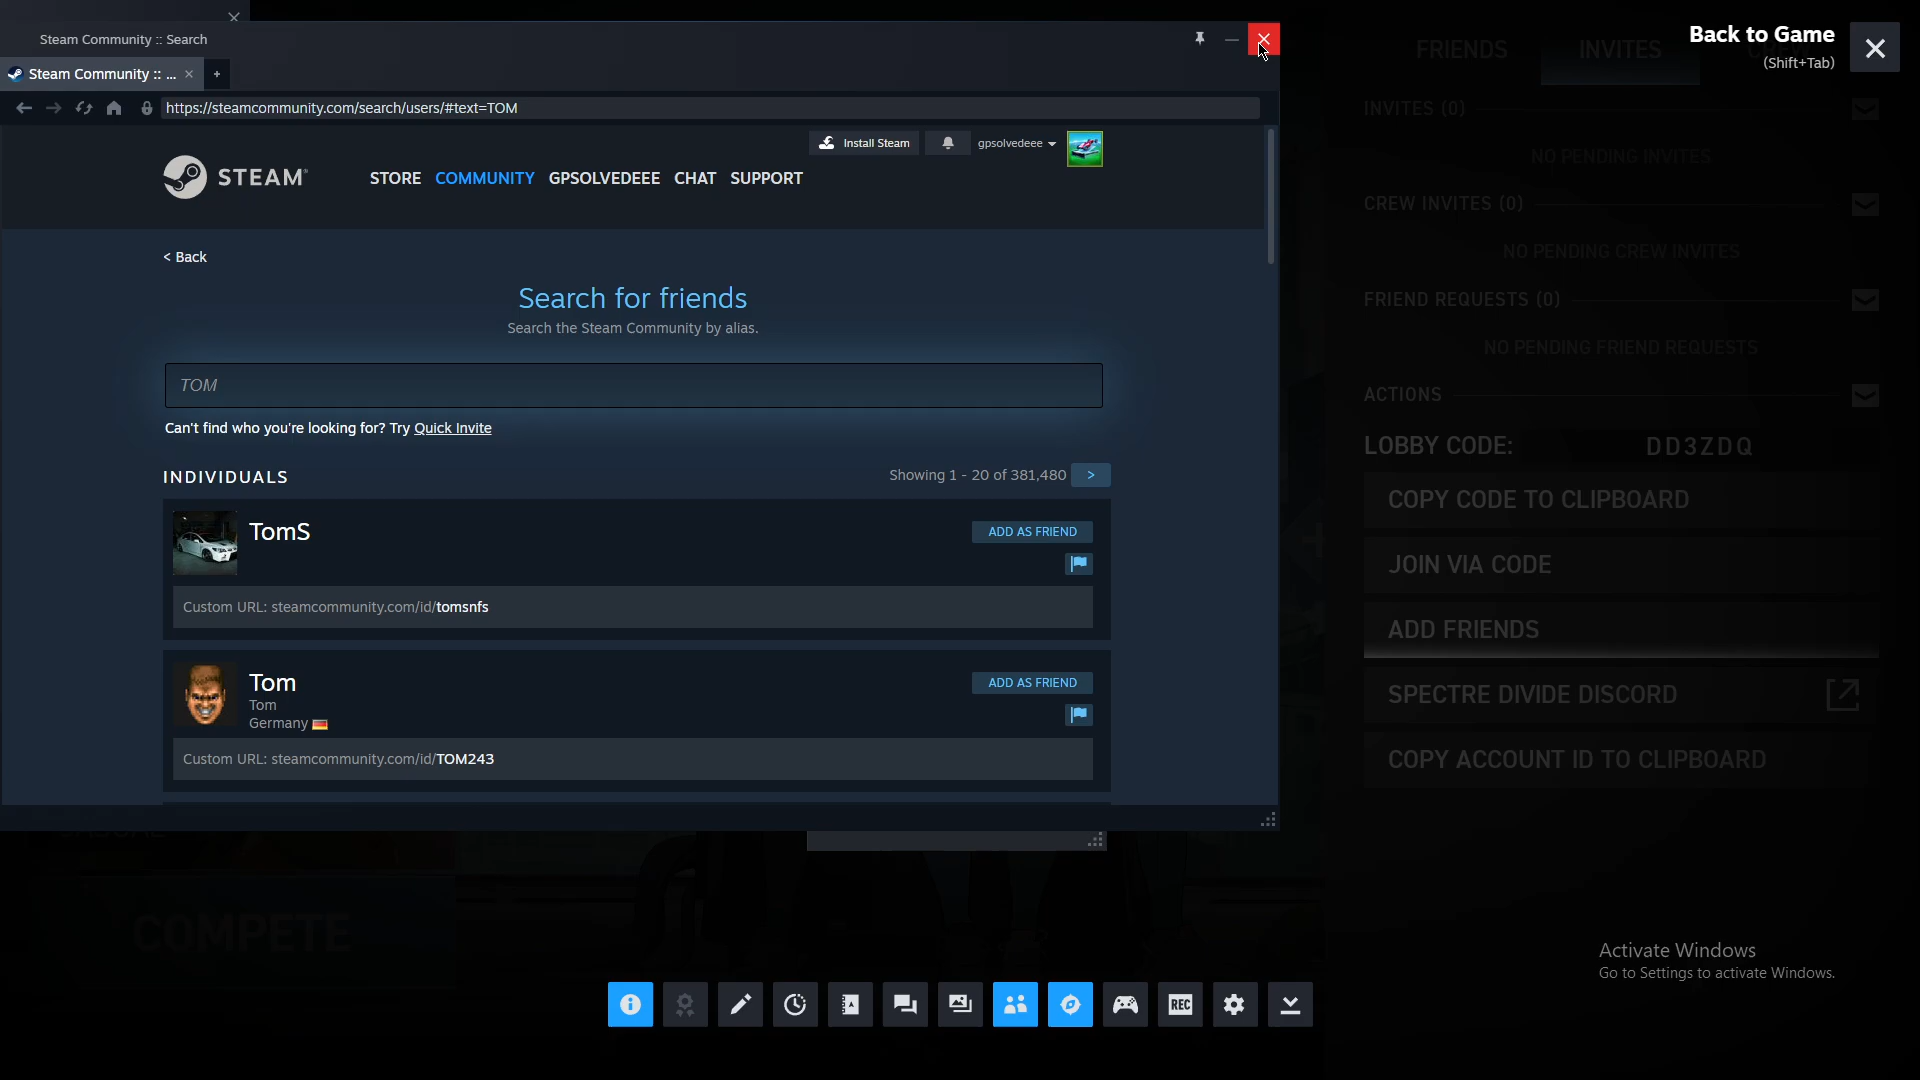 Steam Community :: Search
Steam Community :: ...
https://steamcommunity.com/search/users/#text=TOM
Install Steam
gpsolvedeee
STEAM
STORE COMMUNITY GPSOLVEDEEE CHAT SUPPORT
< Back
Search for friends
Search the Steam Community by alias.
TOM
Can't find who you're looking for? Try Quick Invite
INDIVIDUALS
Showing 1 - 20 of 381,480 >
TomS
ADD AS FRIEND
Custom URL: steamcommunity.com/id/tomsnfs
Tom
ADD AS FRIEND
Tom
Germany
Custom URL: steamcommunity.com/id/TOM243
Back to Game
(Shift+Tab)
FRIENDS INVITES CREW
INVITES (0)
NO PENDING INVITES
CREW INVITES (0)
NO PENDING CREW INVITES
FRIEND REQUESTS (0)
NO PENDING FRIEND REQUESTS
ACTIONS
LOBBY CODE: DD3ZDQ
COPY CODE TO CLIPBOARD
JOIN VIA CODE
ADD FRIENDS
SPECTRE DIVIDE DISCORD
COPY ACCOUNT ID TO CLIPBOARD
CASUAL
COMPETE
Activate Windows
Go to Settings to activate Windows.
REC